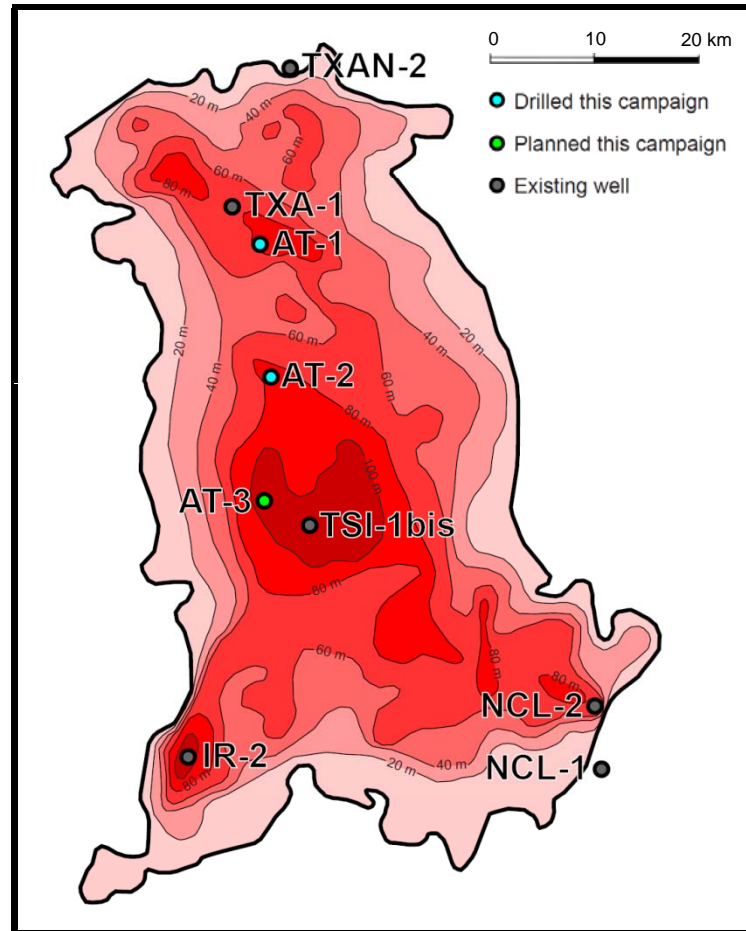 0 10 20 km
TXAN-2
Drilled this campaign
Planned this campaign
Existing well
20 m
40 m
60 m
80 m
60 m
TXA-1
AT-1
20 m
40 m
60 m
40 m
20 m
60 m
AT-2
80 m
100 m
AT-3
TSI-1bis
80 m
60 m
80 m
80 m
NCL-2
IR-2
80 m
20 m
40 m
NCL-1